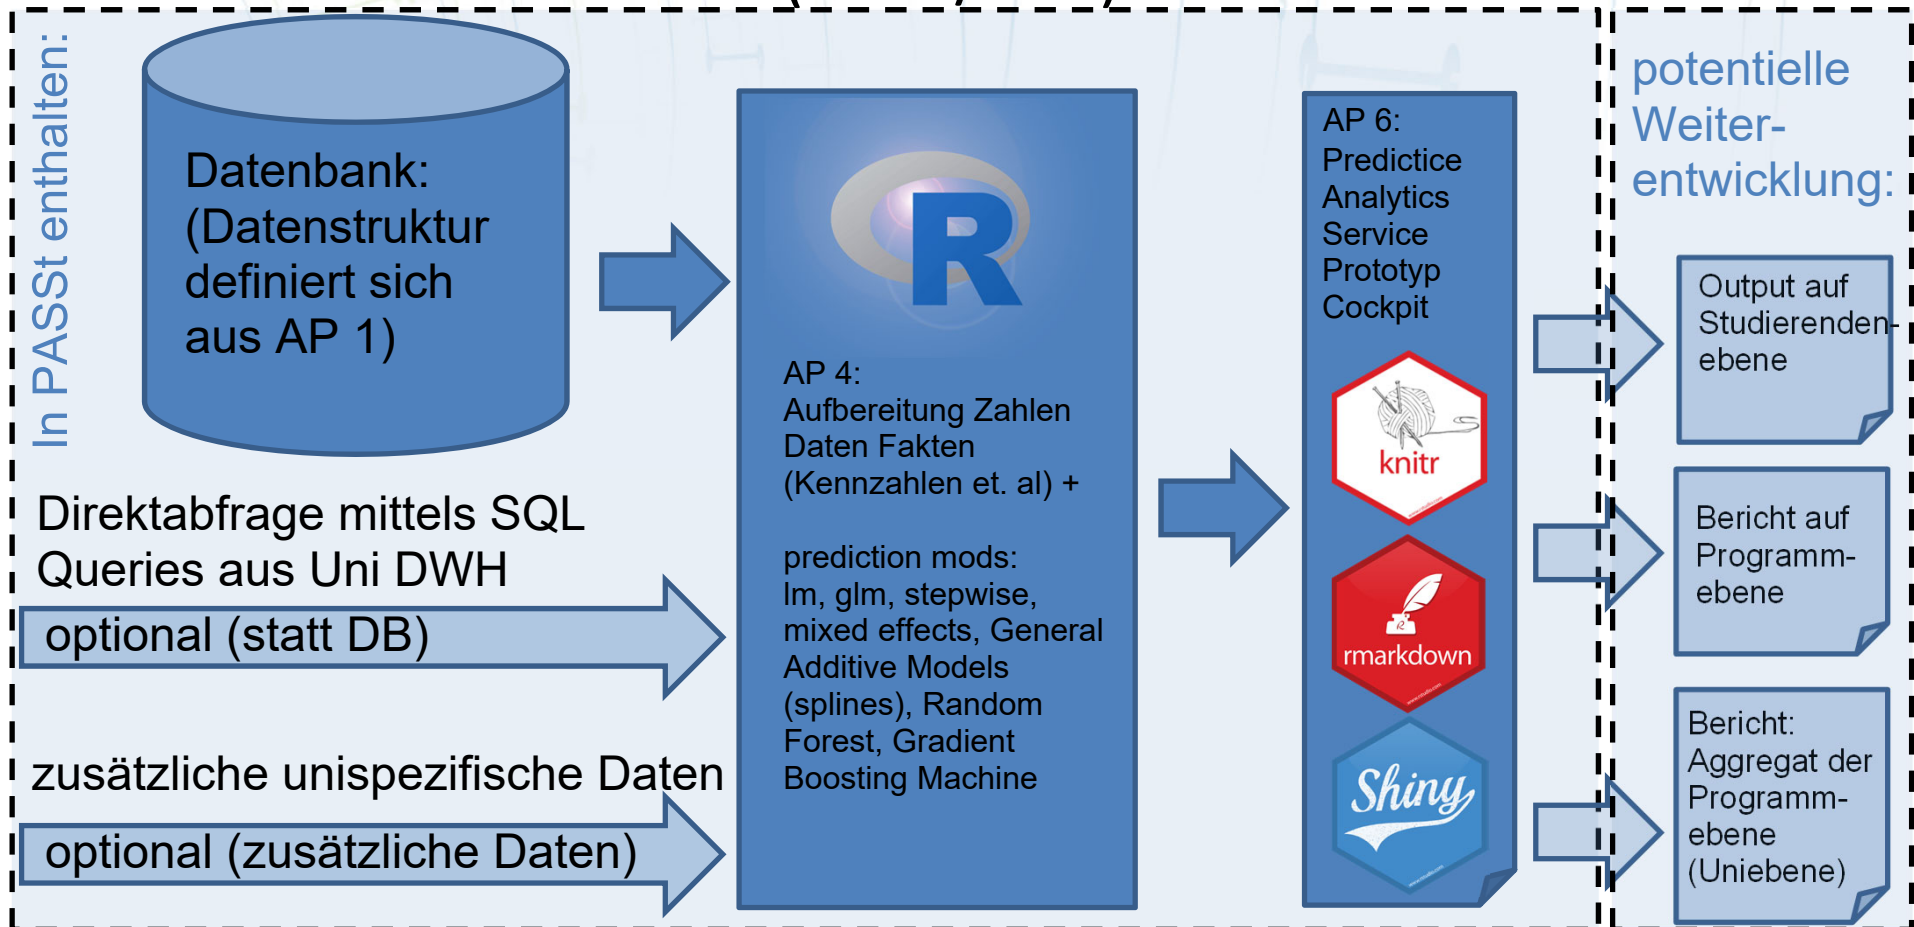 In PASSt enthalten:
Datenbank:
(Datenstruktur
definiert sich
aus AP 1)
Direktabfrage mittels SQL
Queries aus Uni DWH
optional (statt DB)
zusätzliche unispezifische Daten
optional (zusätzliche Daten)
R
AP 4:
Aufbereitung Zahlen
Daten Fakten
(Kennzahlen et. al) +
prediction mods:
lm, glm, stepwise,
mixed effects, General
Additive Models
(splines), Random
Forest, Gradient
Boosting Machine
AP 6:
Predictice
Analytics
Service
Prototyp
Cockpit
knitr
rmarkdown
Shiny
potentielle
Weiter-
entwicklung:
Output auf
Studierenden-
ebene
Bericht auf
Programm-
ebene
Bericht:
Aggregat der
Programm-
ebene
(Uniebene)